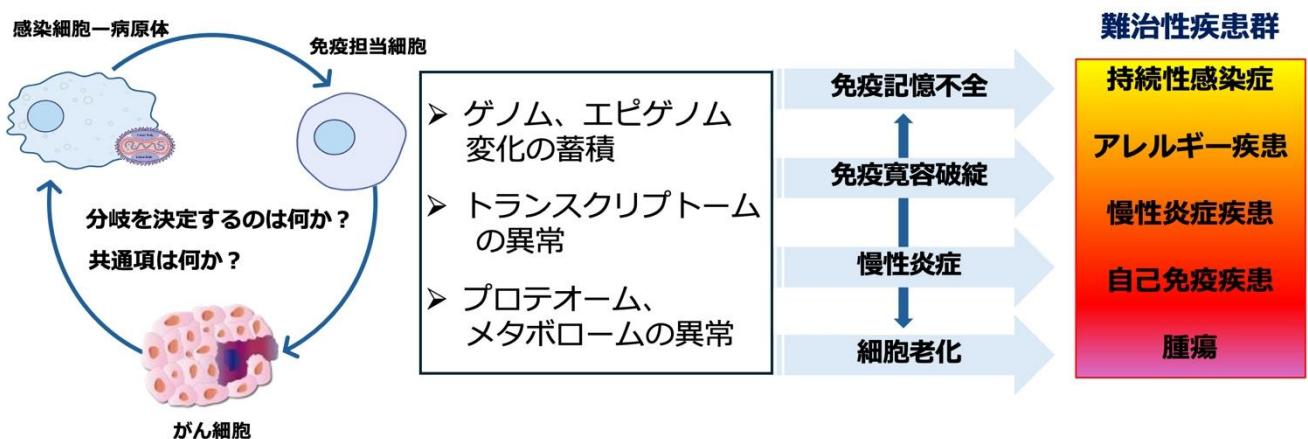 感染細胞ー病原体
免疫担当細胞
分岐を決定するのは何か？
共通項は何か？
がん細胞
➢ ゲノム、エピゲノム
変化の蓄積
➢ トランスクリプトーム
の異常
➢ プロテオーム、
メタボロームの異常
免疫記憶不全
免疫寛容破綻
慢性炎症
細胞老化
難治性疾患群
持続性感染症
アレルギー疾患
慢性炎症疾患
自己免疫疾患
腫瘍